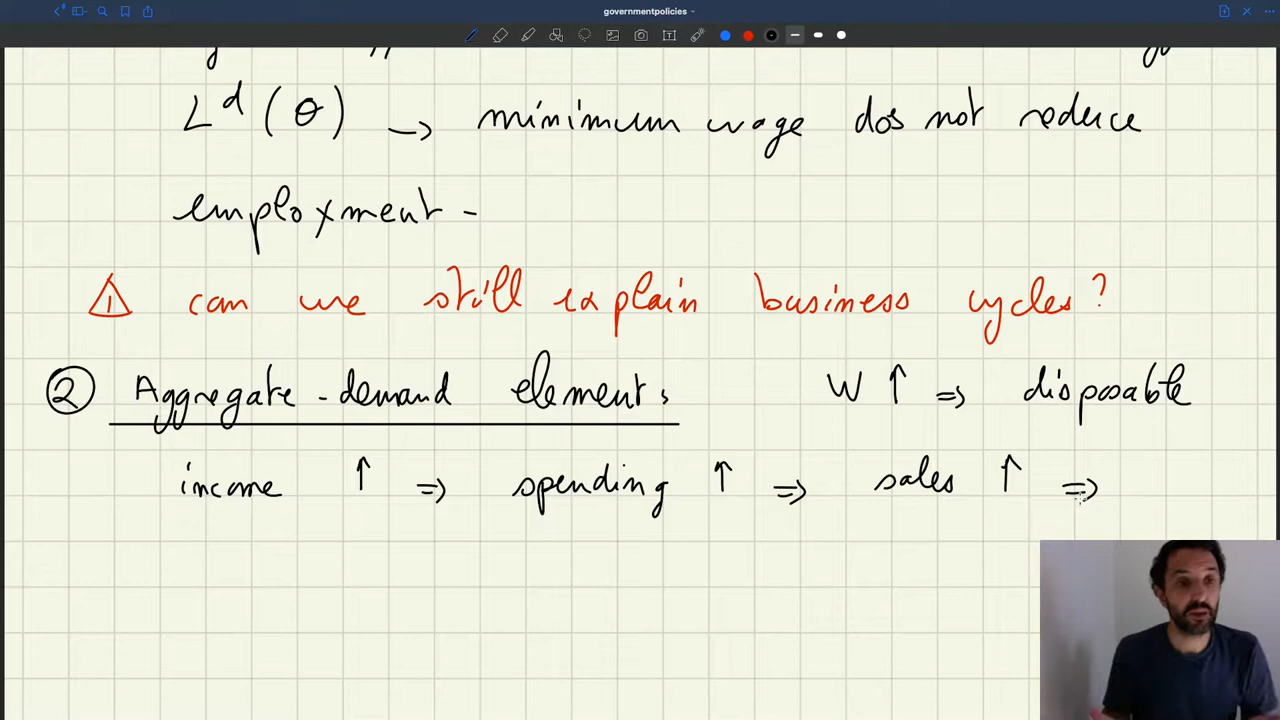 governmentpolicies
L^d (θ) → minimum wage dos not reduce
employment -
⚠ can we still explain business cycles?
② Aggregate-demand elements W ↑ ⇒ disposable
income ↑ ⇒ spending ↑ ⇒ sales ↑ ⇒